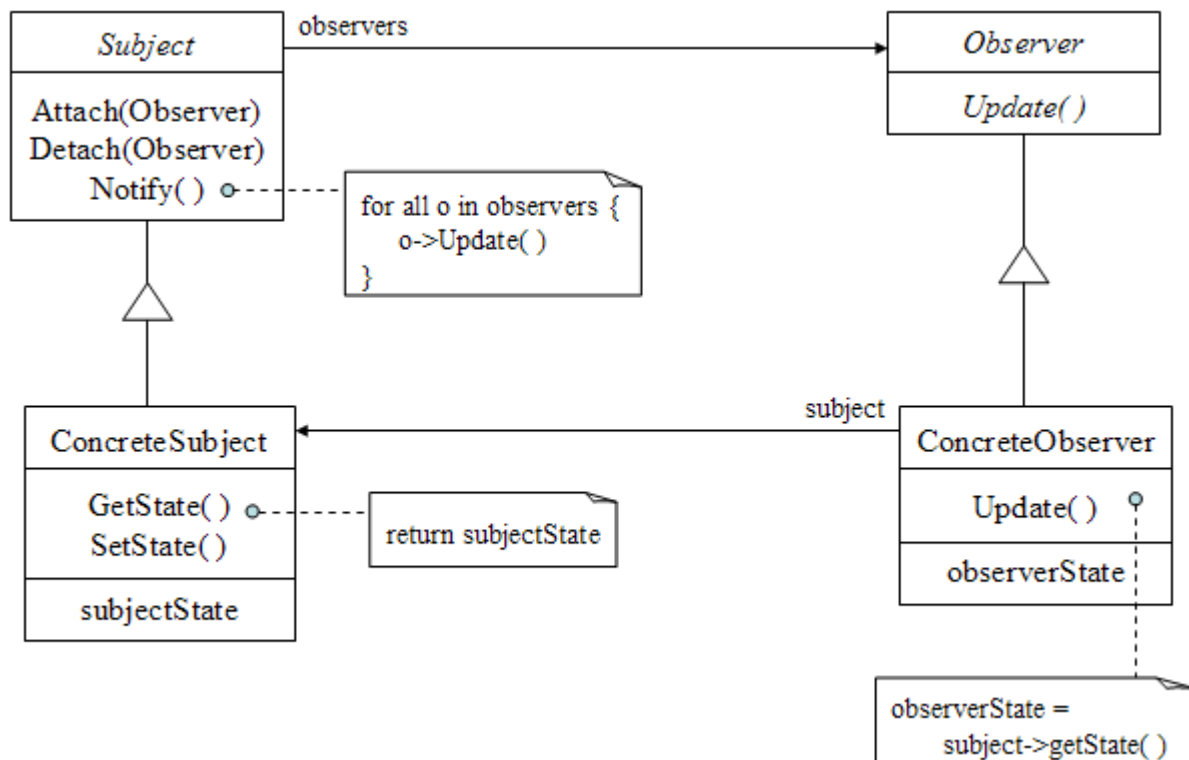 Subject
observers
Observer
Attach(Observer)
Detach(Observer)
Notify( )
Update( )
for all o in observers {
o->Update( )
}
subject
ConcreteSubject
ConcreteObserver
GetState( )
SetState( )
return subjectState
Update( )
subjectState
observerState
observerState =
subject->getState( )